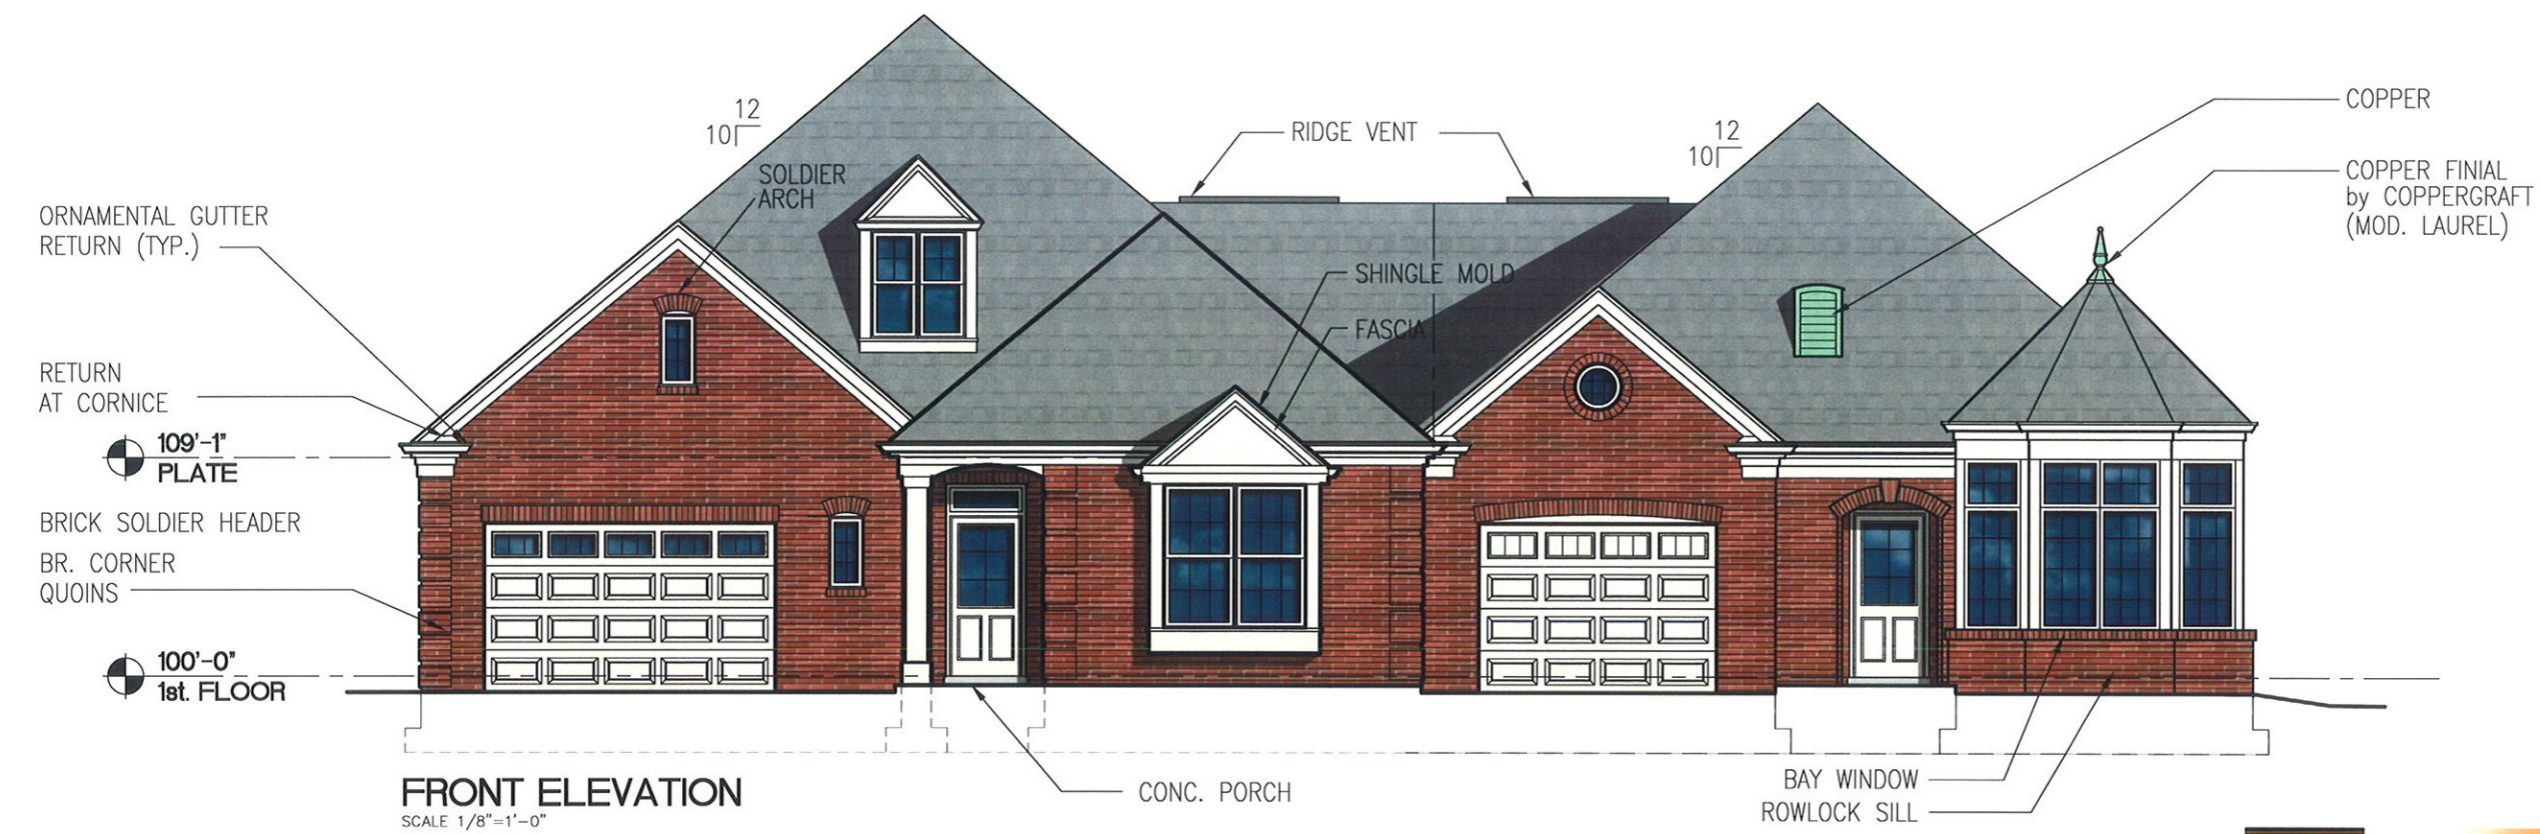 12
10
RIDGE VENT
12
10
COPPER
COPPER FINIAL
by COPPERGRAFT
(MOD. LAUREL)
SOLDIER
ARCH
ORNAMENTAL GUTTER
RETURN (TYP.)
SHINGLE MOLD
FASCIA
RETURN
AT CORNICE
109'-1"
PLATE
BRICK SOLDIER HEADER
BR. CORNER
QUOINS
100'-0"
1st. FLOOR
FRONT ELEVATION
SCALE 1/8"=1'-0"
CONC. PORCH
BAY WINDOW
ROWLOCK SILL